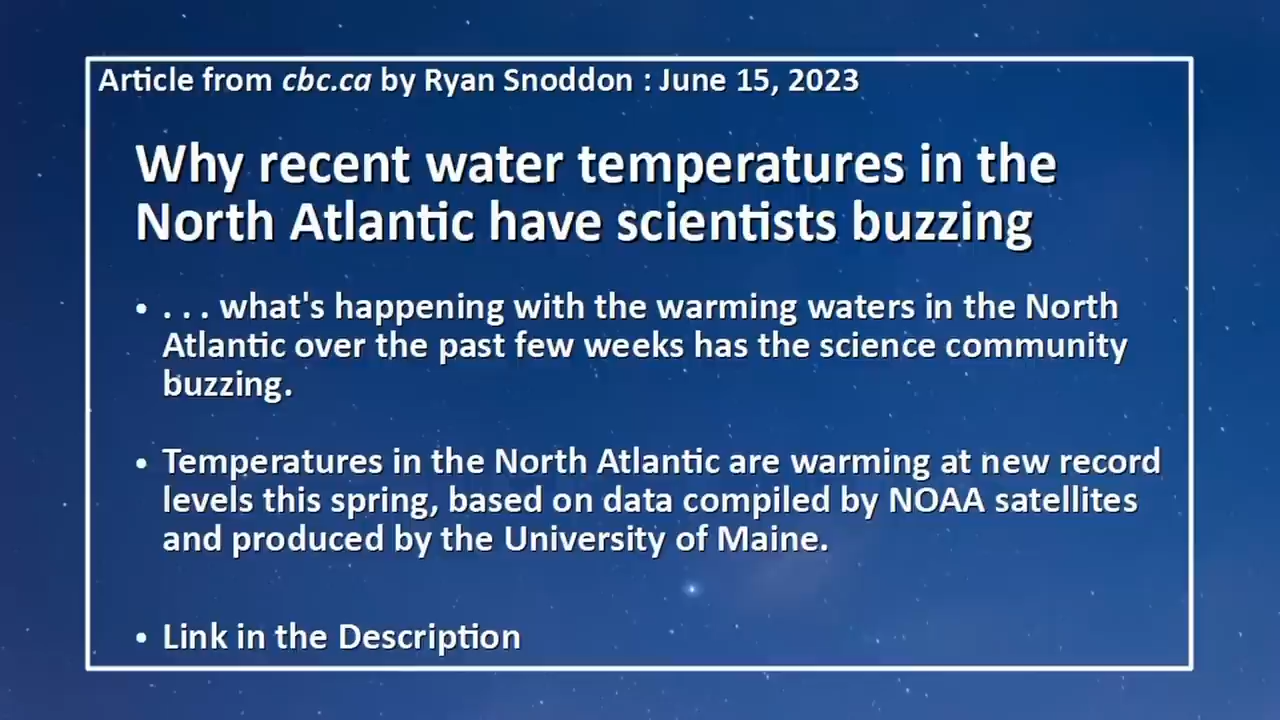 Article from cbc.ca by Ryan Snoddon : June 15, 2023
Why recent water temperatures in the
North Atlantic have scientists buzzing
• . . . what's happening with the warming waters in the North
Atlantic over the past few weeks has the science community
buzzing.
• Temperatures in the North Atlantic are warming at new record
levels this spring, based on data compiled by NOAA satellites
and produced by the University of Maine.
• Link in the Description